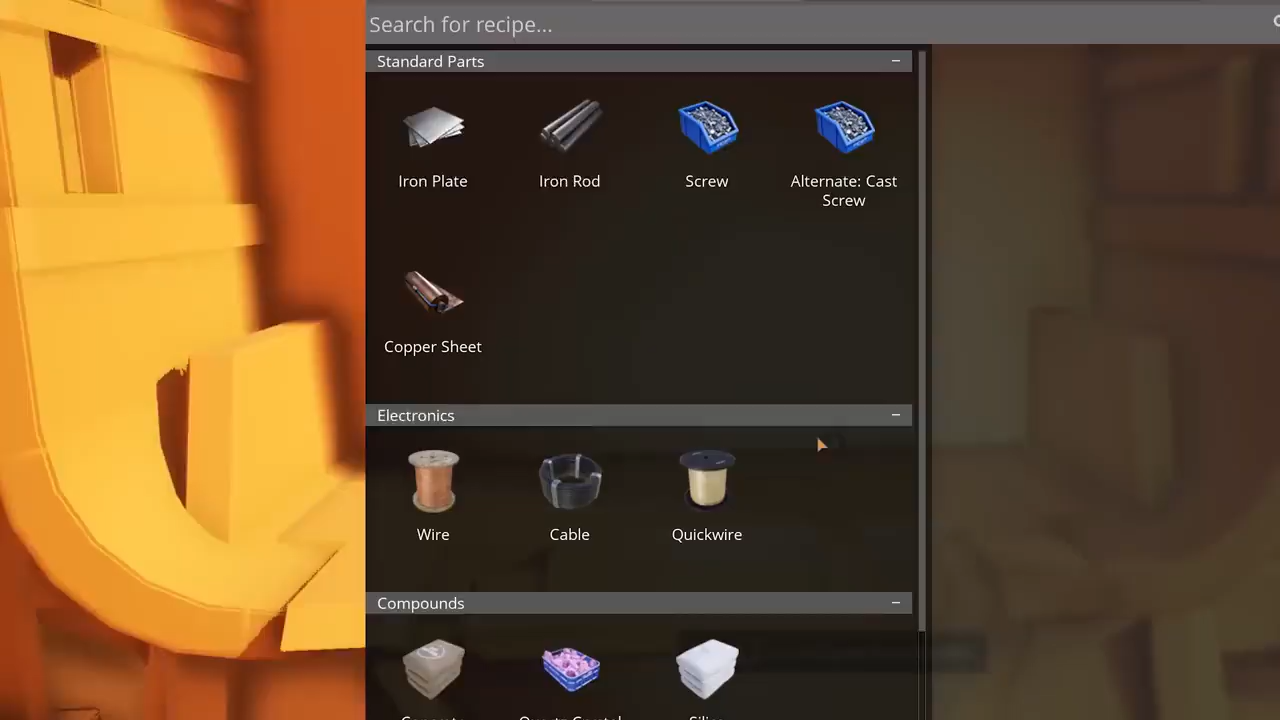 Search for recipe...
Standard Parts
Iron Plate
Iron Rod
Screw
Alternate: Cast
Screw
Copper Sheet
Electronics
Wire
Cable
Quickwire
Compounds